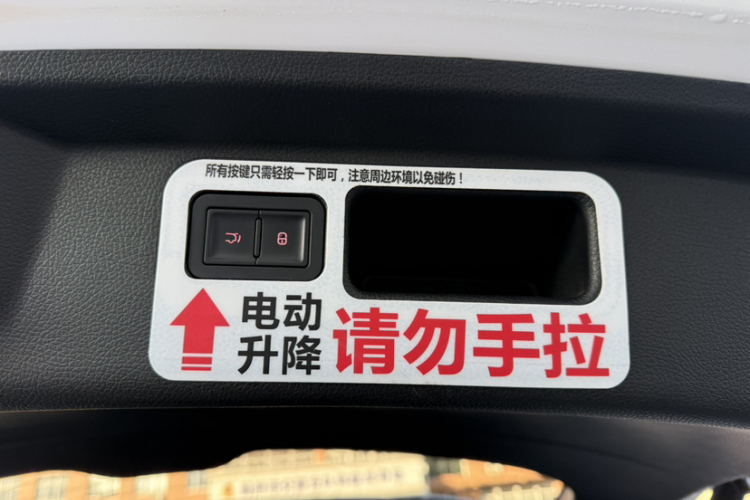 所有按键只需轻按一下即可，注意周边环境以免碰伤！
电动
升降
请勿手拉